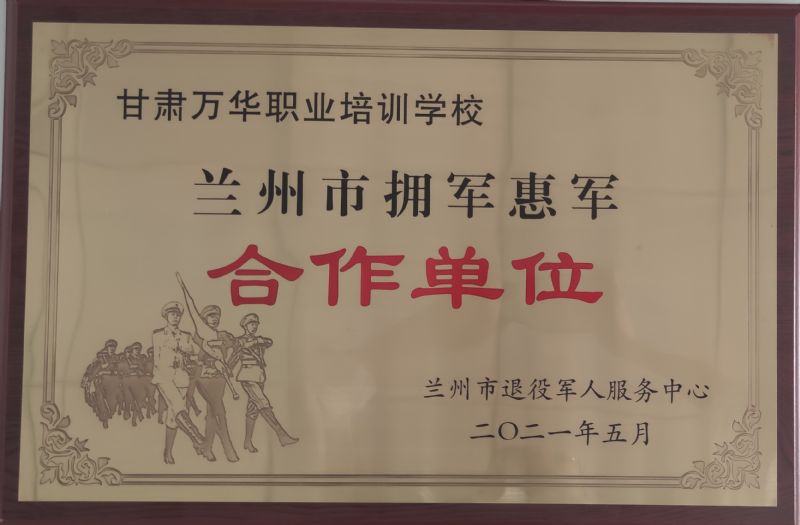 甘肃万华职业培训学校
兰州市拥军惠军
合作单位
兰州市退役军人服务中心
二〇二一年五月